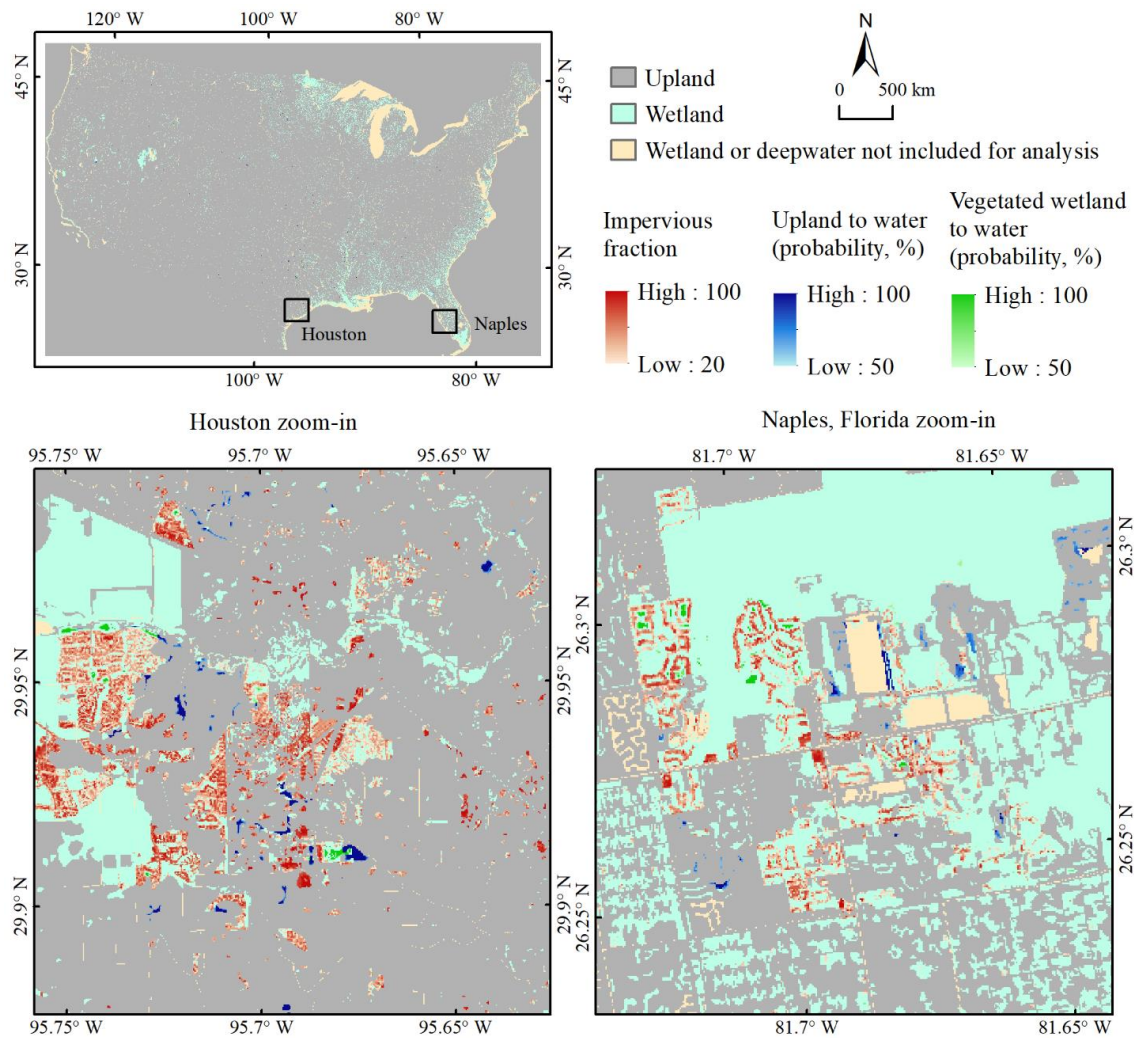 120° W 100° W 80° W
45° N
45° N
30° N
30° N
Houston
Naples
100° W 80° W
N
0 500 km
Upland
Wetland
Wetland or deepwater not included for analysis
Impervious
fraction
High : 100
Low : 20
Upland to water
(probability, %)
High : 100
Low : 50
Vegetated wetland
to water
(probability, %)
High : 100
Low : 50
Houston zoom-in
95.75° W 95.7° W 95.65° W
29.95° N
29.95° N
29.9° N
29.9° N
95.75° W 95.7° W 95.65° W
Naples, Florida zoom-in
81.7° W 81.65° W
26.3° N
26.3° N
26.25° N
26.25° N
81.7° W 81.65° W